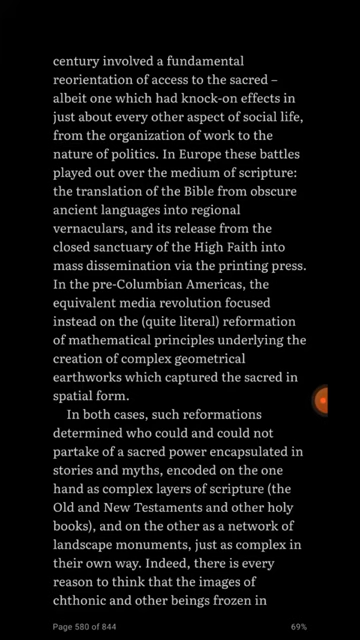 century involved a fundamental
reorientation of access to the sacred –
albeit one which had knock-on effects in
just about every other aspect of social life,
from the organization of work to the
nature of politics. In Europe these battles
played out over the medium of scripture:
the translation of the Bible from obscure
ancient languages into regional
vernaculars, and its release from the
closed sanctuary of the High Faith into
mass dissemination via the printing press.
In the pre-Columbian Americas, the
equivalent media revolution focused
instead on the (quite literal) reformation
of mathematical principles underlying the
creation of complex geometrical
earthworks which captured the sacred in
spatial form.
In both cases, such reformations
determined who could and could not
partake of a sacred power encapsulated in
stories and myths, encoded on the one
hand as complex layers of scripture (the
Old and New Testaments and other holy
books), and on the other as a network of
landscape monuments, just as complex in
their own way. Indeed, there is every
reason to think that the images of
chthonic and other beings frozen in
Page 580 of 844 69%